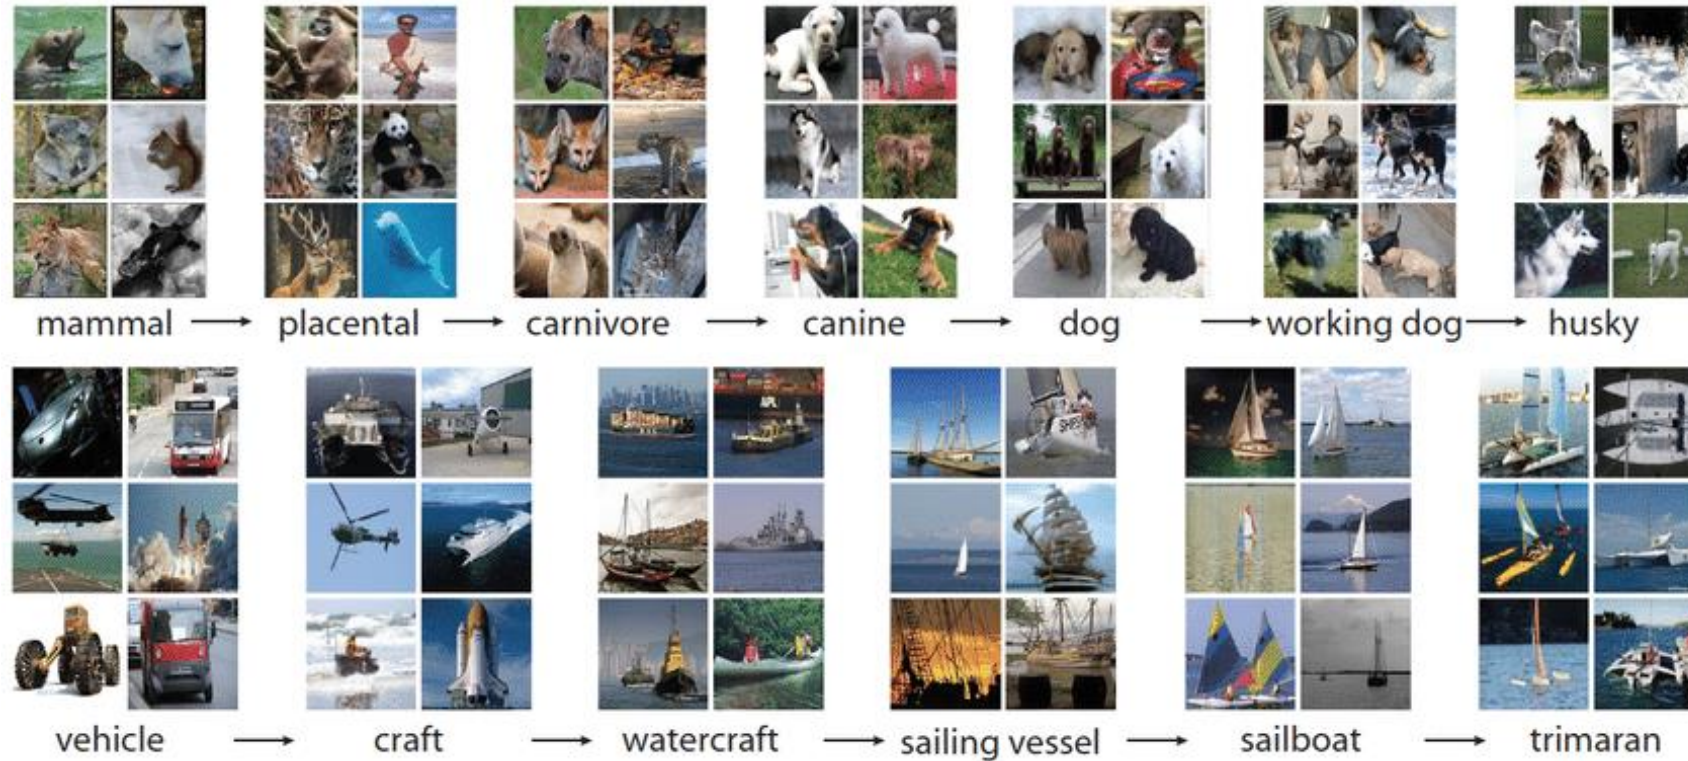 mammal → placental → carnivore → canine → dog → working dog → husky
vehicle → craft → watercraft → sailing vessel → sailboat → trimaran